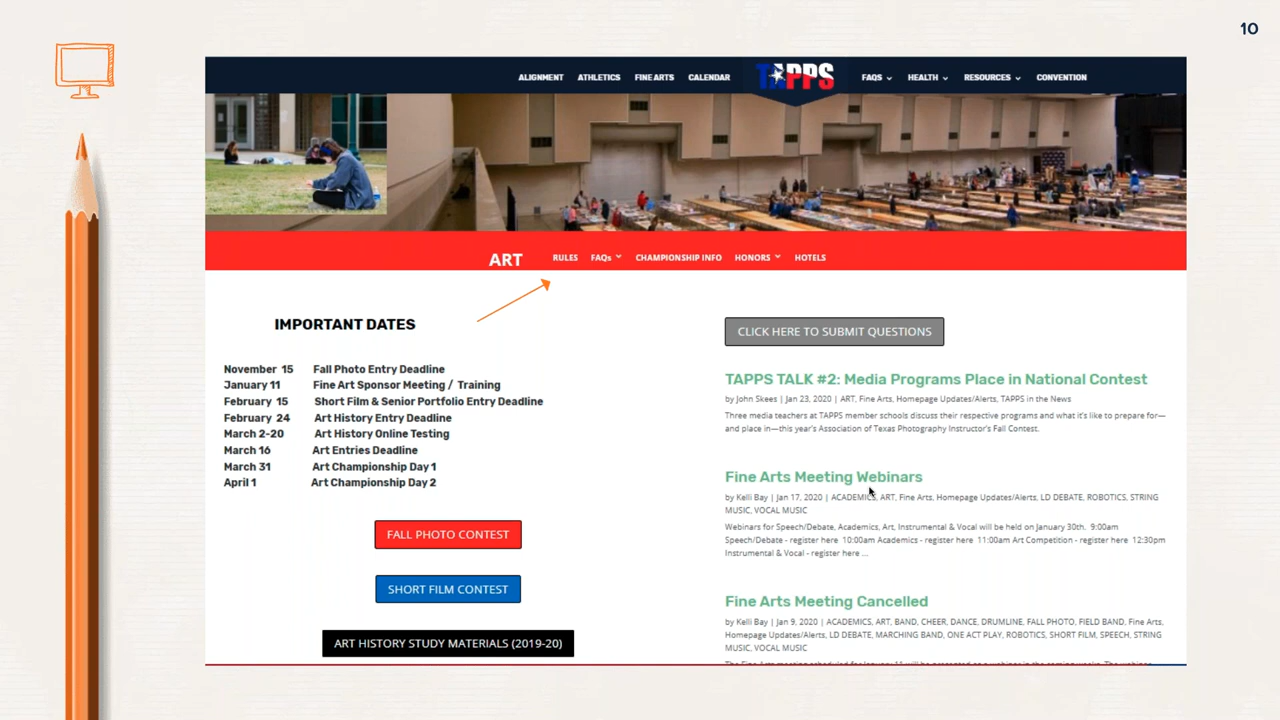 10
ALIGNMENT ATHLETICS FINE ARTS CALENDAR TAPPS FAQS HEALTH RESOURCES CONVENTION
ART RULES FAQs CHAMPIONSHIP INFO HONORS HOTELS
IMPORTANT DATES
November 15 Fall Photo Entry Deadline
January 11 Fine Art Sponsor Meeting / Training
February 15 Short Film & Senior Portfolio Entry Deadline
February 24 Art History Entry Deadline
March 2-20 Art History Online Testing
March 16 Art Entries Deadline
March 31 Art Championship Day 1
April 1 Art Championship Day 2
FALL PHOTO CONTEST
SHORT FILM CONTEST
ART HISTORY STUDY MATERIALS (2019-20)
CLICK HERE TO SUBMIT QUESTIONS
TAPPS TALK #2: Media Programs Place in National Contest
by John Skees | Jan 23, 2020 | ART, Fine Arts, Homepage Updates/Alerts, TAPPS in the News
Three media teachers at TAPPS member schools discuss their respective programs and what it's like to prepare for—
and place in—this year's Association of Texas Photography Instructor's Fall Contest.
Fine Arts Meeting Webinars
by Kelli Bay | Jan 17, 2020 | ACADEMICS, ART, Fine Arts, Homepage Updates/Alerts, LD DEBATE, ROBOTICS, STRING
MUSIC, VOCAL MUSIC
Webinars for Speech/Debate, Academics, Art, Instrumental & Vocal will be held on January 30th. 9:00am
Speech/Debate - register here 10:00am Academics - register here 11:00am Art Competition - register here 12:30pm
Instrumental & Vocal - register here ...
Fine Arts Meeting Cancelled
by Kelli Bay | Jan 9, 2020 | ACADEMICS, ART, BAND, CHEER, DANCE, DRUMLINE, FALL PHOTO, FIELD BAND, Fine Arts,
Homepage Updates/Alerts, LD DEBATE, MARCHING BAND, ONE ACT PLAY, ROBOTICS, SHORT FILM, SPEECH, STRING
MUSIC, VOCAL MUSIC